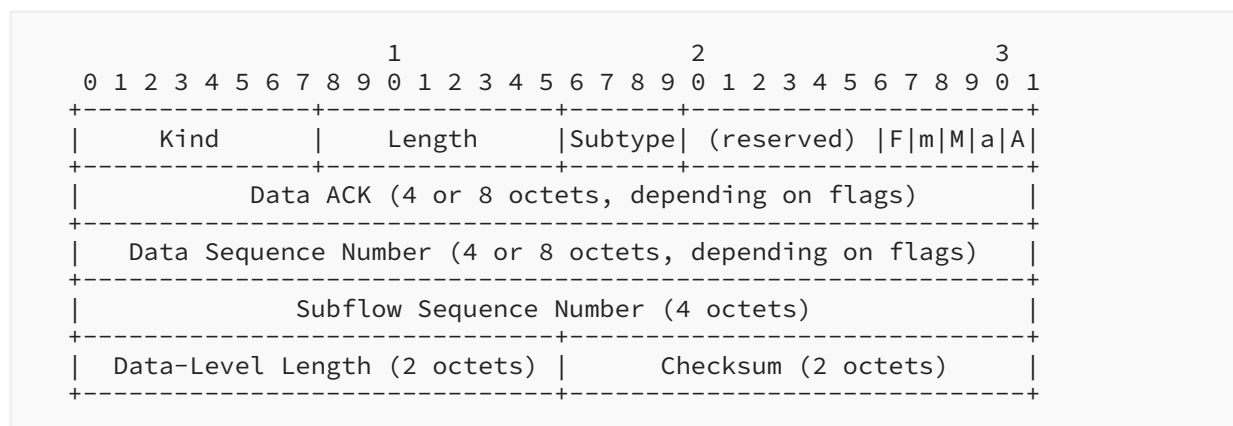 1                   2                   3
 0 1 2 3 4 5 6 7 8 9 0 1 2 3 4 5 6 7 8 9 0 1 2 3 4 5 6 7 8 9 0 1
+---------------+---------------+-------+----------------------+
|     Kind      |    Length     |Subtype| (reserved) |F|m|M|a|A|
+---------------+---------------+-------+----------------------+
|           Data ACK (4 or 8 octets, depending on flags)       |
+--------------------------------------------------------------+
|   Data Sequence Number (4 or 8 octets, depending on flags)   |
+--------------------------------------------------------------+
|              Subflow Sequence Number (4 octets)              |
+-------------------------------+------------------------------+
|  Data-Level Length (2 octets) |      Checksum (2 octets)     |
+-------------------------------+------------------------------+